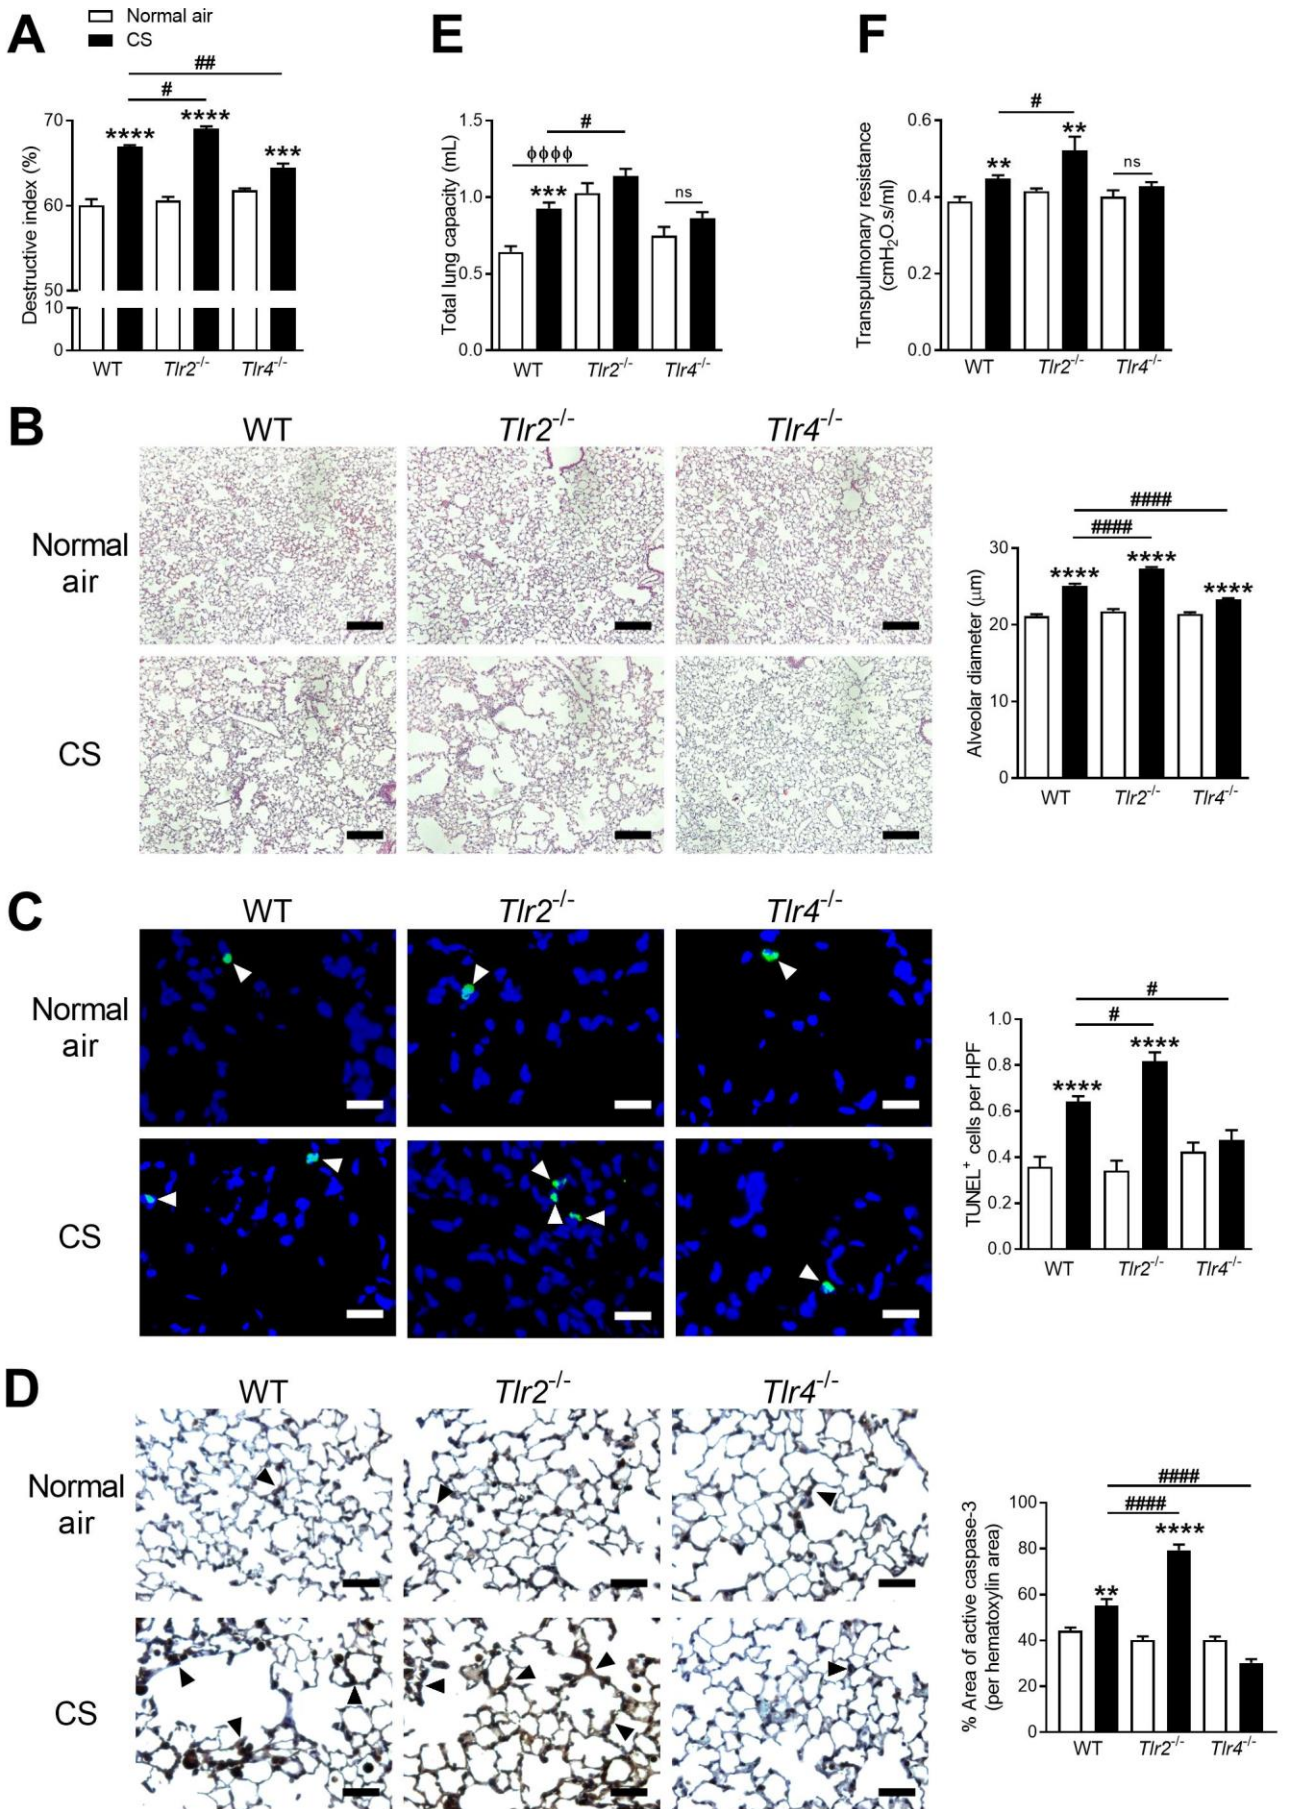 A
Normal air
CS
##
#
****
****
***
Destructive index (%)
70
60
50
10
0
WT
Tlr2-/-
Tlr4-/-
E
#
ϕϕϕϕ
***
ns
Total lung capacity (mL)
1.5
1.0
0.5
0.0
WT
Tlr2-/-
Tlr4-/-
F
#
**
**
ns
Transpulmonary resistance
(cmH2O.s/ml)
0.6
0.4
0.2
0.0
WT
Tlr2-/-
Tlr4-/-
B
WT
Tlr2-/-
Tlr4-/-
Normal
air
CS
####
####
****
****
****
Alveolar diameter (μm)
30
20
10
0
WT
Tlr2-/-
Tlr4-/-
C
WT
Tlr2-/-
Tlr4-/-
Normal
air
CS
#
#
****
****
TUNEL+ cells per HPF
1.0
0.8
0.6
0.4
0.2
0.0
WT
Tlr2-/-
Tlr4-/-
D
WT
Tlr2-/-
Tlr4-/-
Normal
air
CS
####
####
****
**
% Area of active caspase-3
(per hematoxylin area)
100
80
60
40
20
0
WT
Tlr2-/-
Tlr4-/-